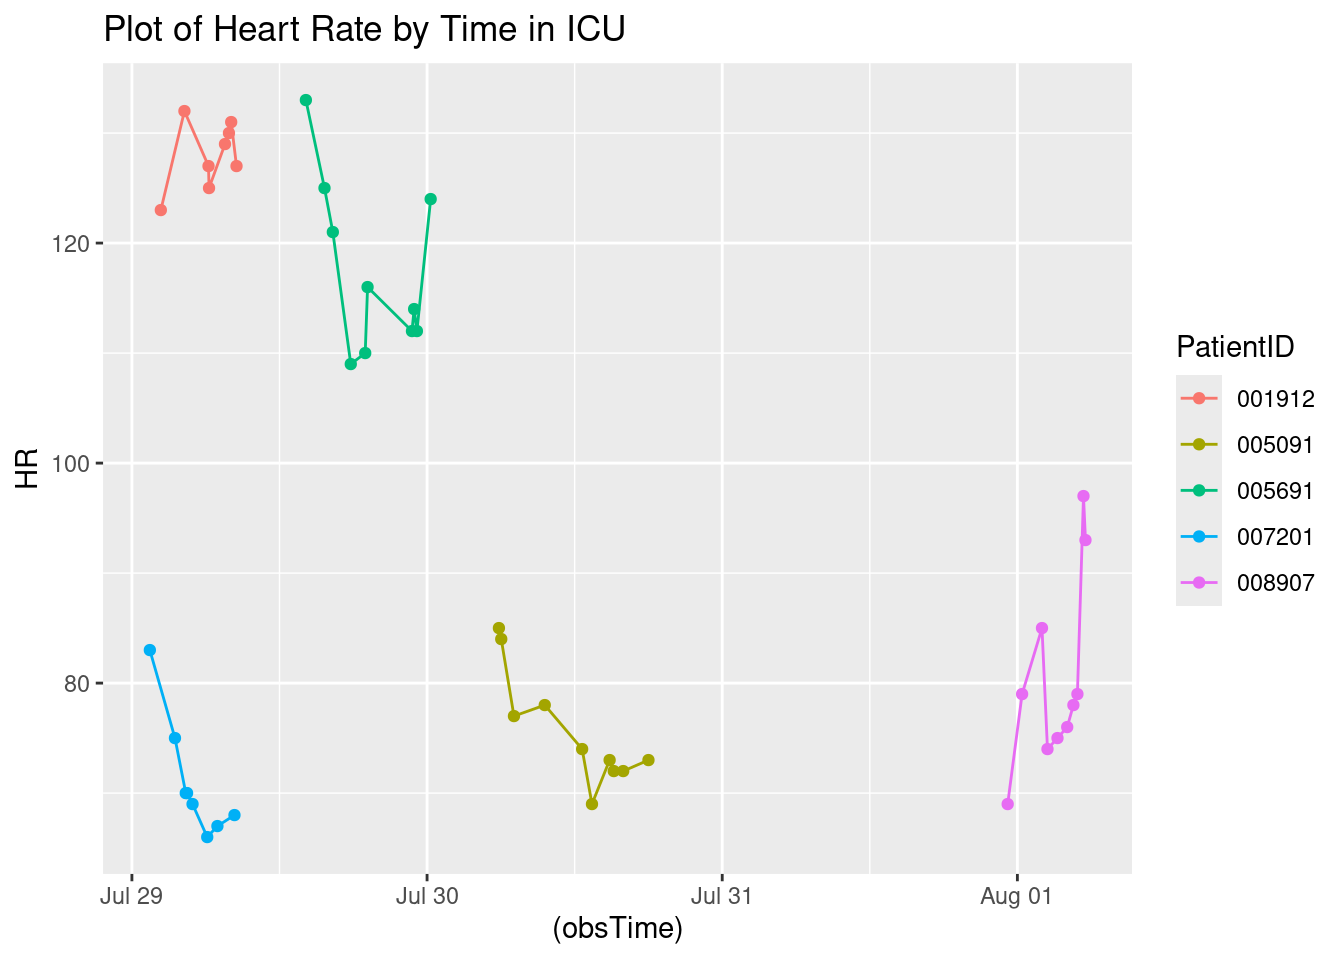 Plot of Heart Rate by Time in ICU
HR
120
100
80
Jul 29
Jul 30
Jul 31
Aug 01
(obsTime)
PatientID
001912
005091
005691
007201
008907